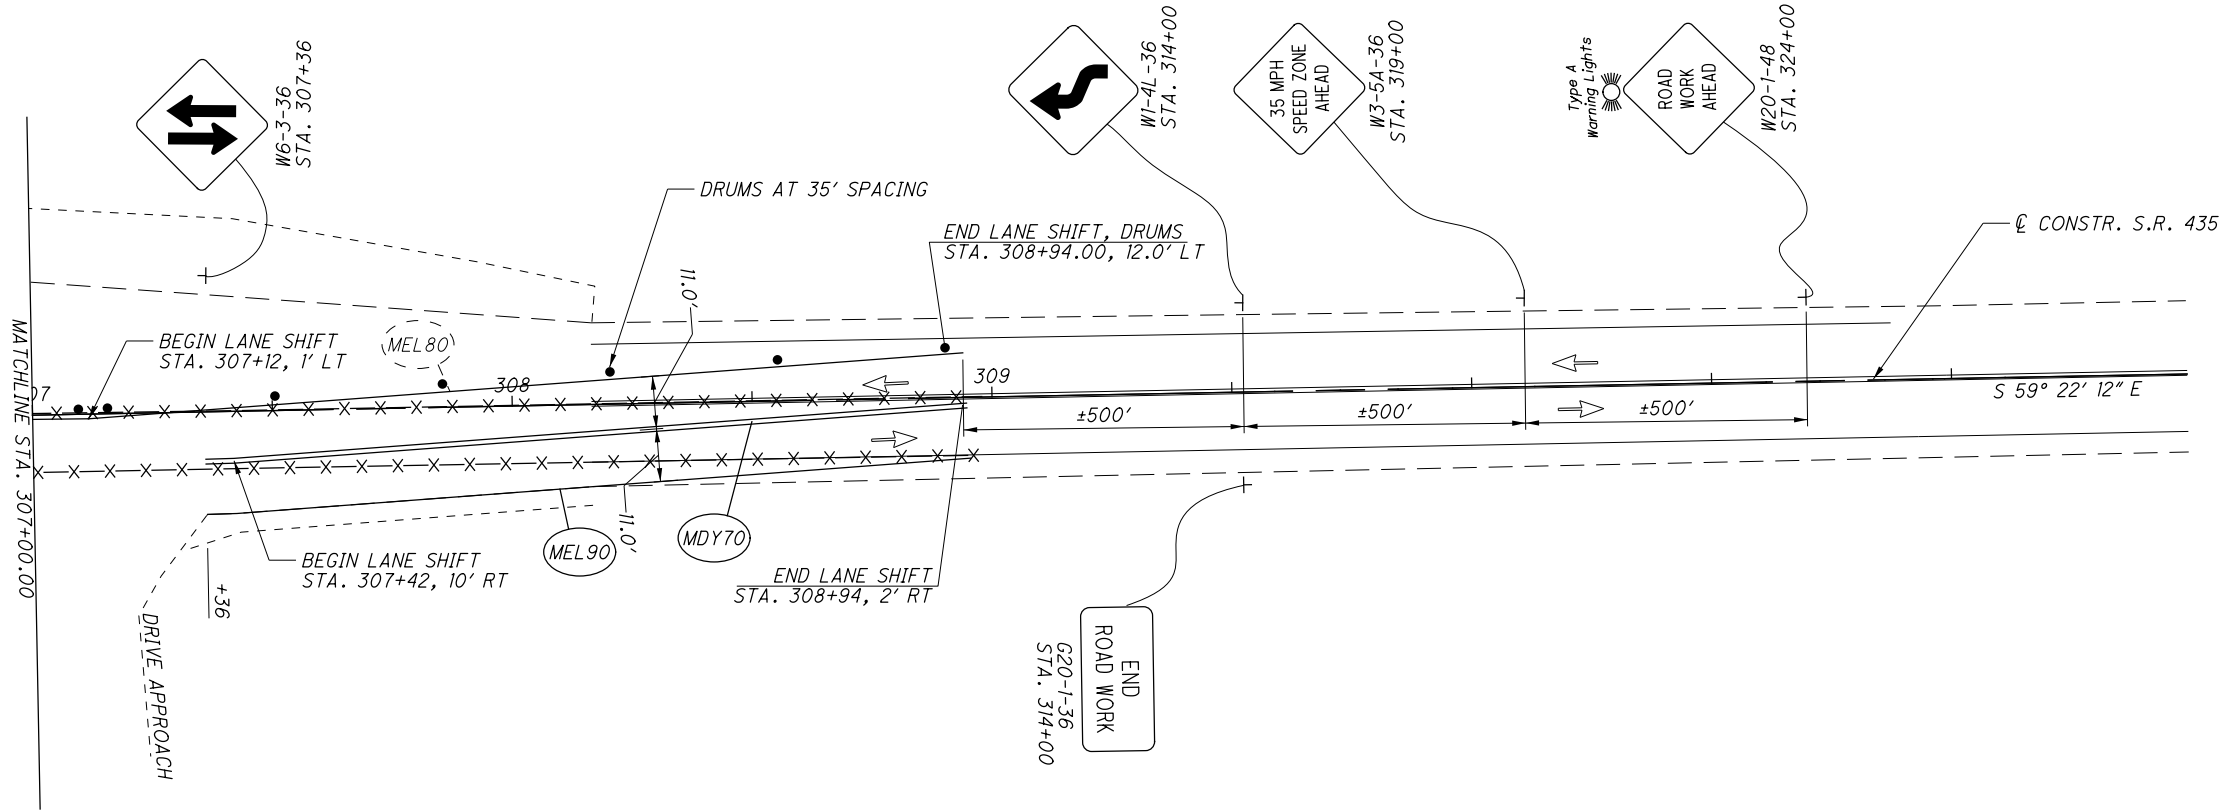 W6-3-36
STA. 307+36
W1-4L-36
STA. 314+00
35 MPH
SPEED ZONE
AHEAD
W3-5A-36
STA. 319+00
Type A
Warning Lights
ROAD
WORK
AHEAD
W20-1-48
STA. 324+00
DRUMS AT 35' SPACING
END LANE SHIFT, DRUMS
STA. 308+94.00, 12.0' LT
℄ CONSTR. S.R. 435
11.0'
BEGIN LANE SHIFT
STA. 307+12, 1' LT
MEL80
07
308
309
S 59° 22' 12" E
±500'
±500'
±500'
MATCHLINE STA. 307+00.00
BEGIN LANE SHIFT
STA. 307+42, 10' RT
MEL90
11.0'
MDY70
END LANE SHIFT
STA. 308+94, 2' RT
+36
DRIVE APPROACH
END
ROAD WORK
G20-1-36
STA. 314+00